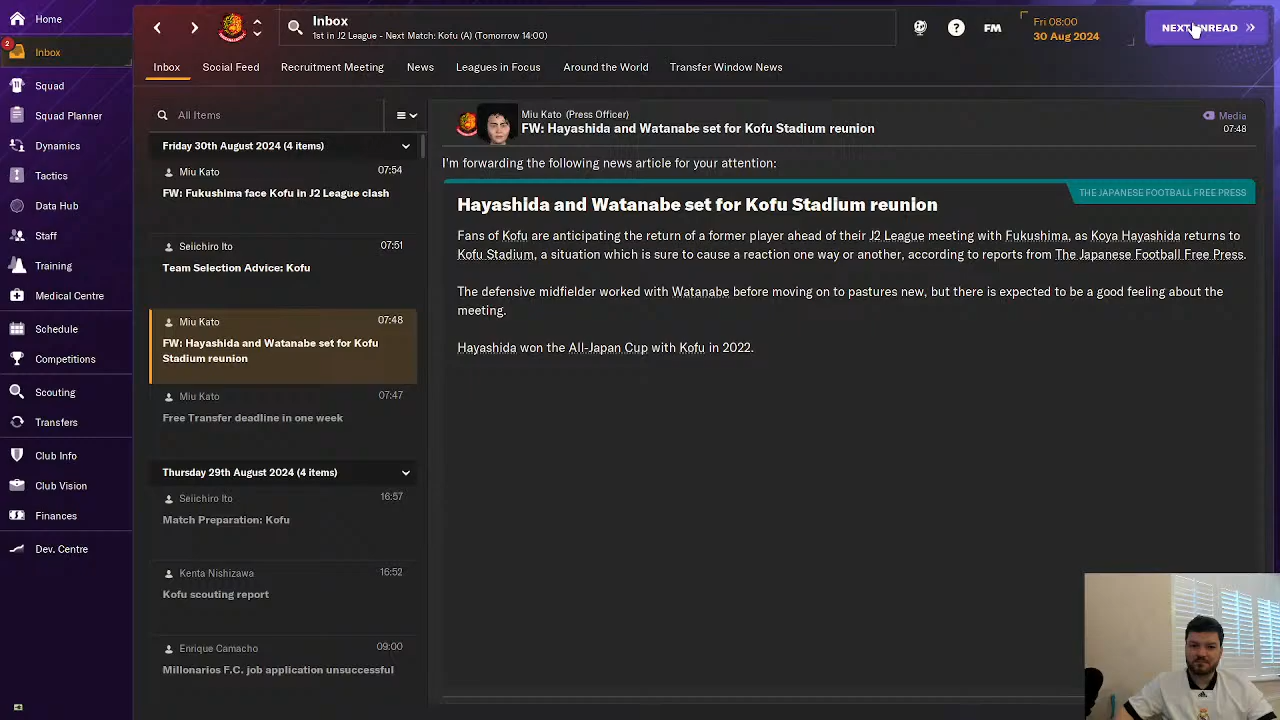 Home
Inbox
1st in J2 League - Next Match: Kofu (A) (Tomorrow 14:00)
FM
Fri 08:00
30 Aug 2024
NEXT UNREAD
2
Inbox
Squad
Squad Planner
Dynamics
Tactics
Data Hub
Staff
Training
Medical Centre
Schedule
Competitions
Scouting
Transfers
Club Info
Club Vision
Finances
Dev. Centre
Inbox
Social Feed
Recruitment Meeting
News
Leagues in Focus
Around the World
Transfer Window News
All Items
Friday 30th August 2024 (4 items)
Miu Kato
07:54
FW: Fukushima face Kofu in J2 League clash
Seiichiro Ito
07:51
Team Selection Advice: Kofu
Miu Kato
07:48
FW: Hayashida and Watanabe set for Kofu
Stadium reunion
Miu Kato
07:47
Free Transfer deadline in one week
Thursday 29th August 2024 (4 items)
Seiichiro Ito
16:57
Match Preparation: Kofu
Kenta Nishizawa
16:52
Kofu scouting report
Enrique Camacho
09:00
Millonarios F.C. job application unsuccessful
Miu Kato (Press Officer)
FW: Hayashida and Watanabe set for Kofu Stadium reunion
Media
07:48
I'm forwarding the following news article for your attention:
THE JAPANESE FOOTBALL FREE PRESS
Hayashida and Watanabe set for Kofu Stadium reunion
Fans of Kofu are anticipating the return of a former player ahead of their J2 League meeting with Fukushima, as Koya Hayashida returns to
Kofu Stadium, a situation which is sure to cause a reaction one way or another, according to reports from The Japanese Football Free Press.
The defensive midfielder worked with Watanabe before moving on to pastures new, but there is expected to be a good feeling about the
meeting.
Hayashida won the All-Japan Cup with Kofu in 2022.